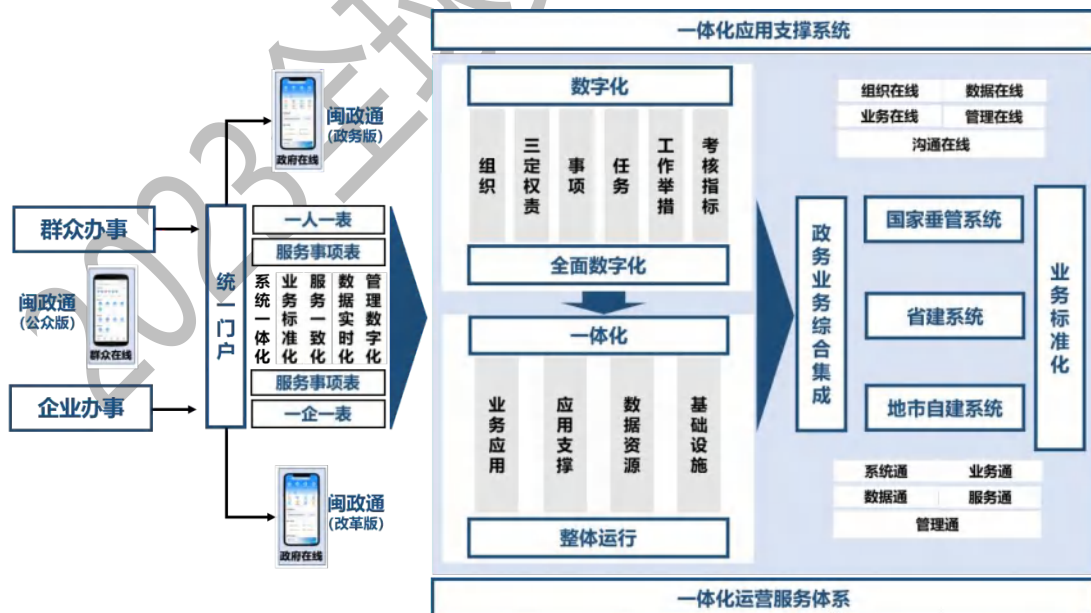 一体化应用支撑系统
闽政通
(政务版)
政府在线
群众办事
闽政通
(公众版)
群众在线
企业办事
统一门户
一人一表
服务事项表
系统一体化
业务标准化
服务一致化
数据实时化
管理数字化
服务事项表
一企一表
闽政通
(改革版)
政府在线
数字化
组织
三定权责
事项
任务
工作举措
考核指标
全面数字化
一体化
业务应用
应用支撑
数据资源
基础设施
整体运行
组织在线 数据在线
业务在线 管理在线
沟通在线
政务业务综合集成
国家垂管系统
省建系统
地市自建系统
业务标准化
系统通 业务通
数据通 服务通
管理通
一体化运营服务体系